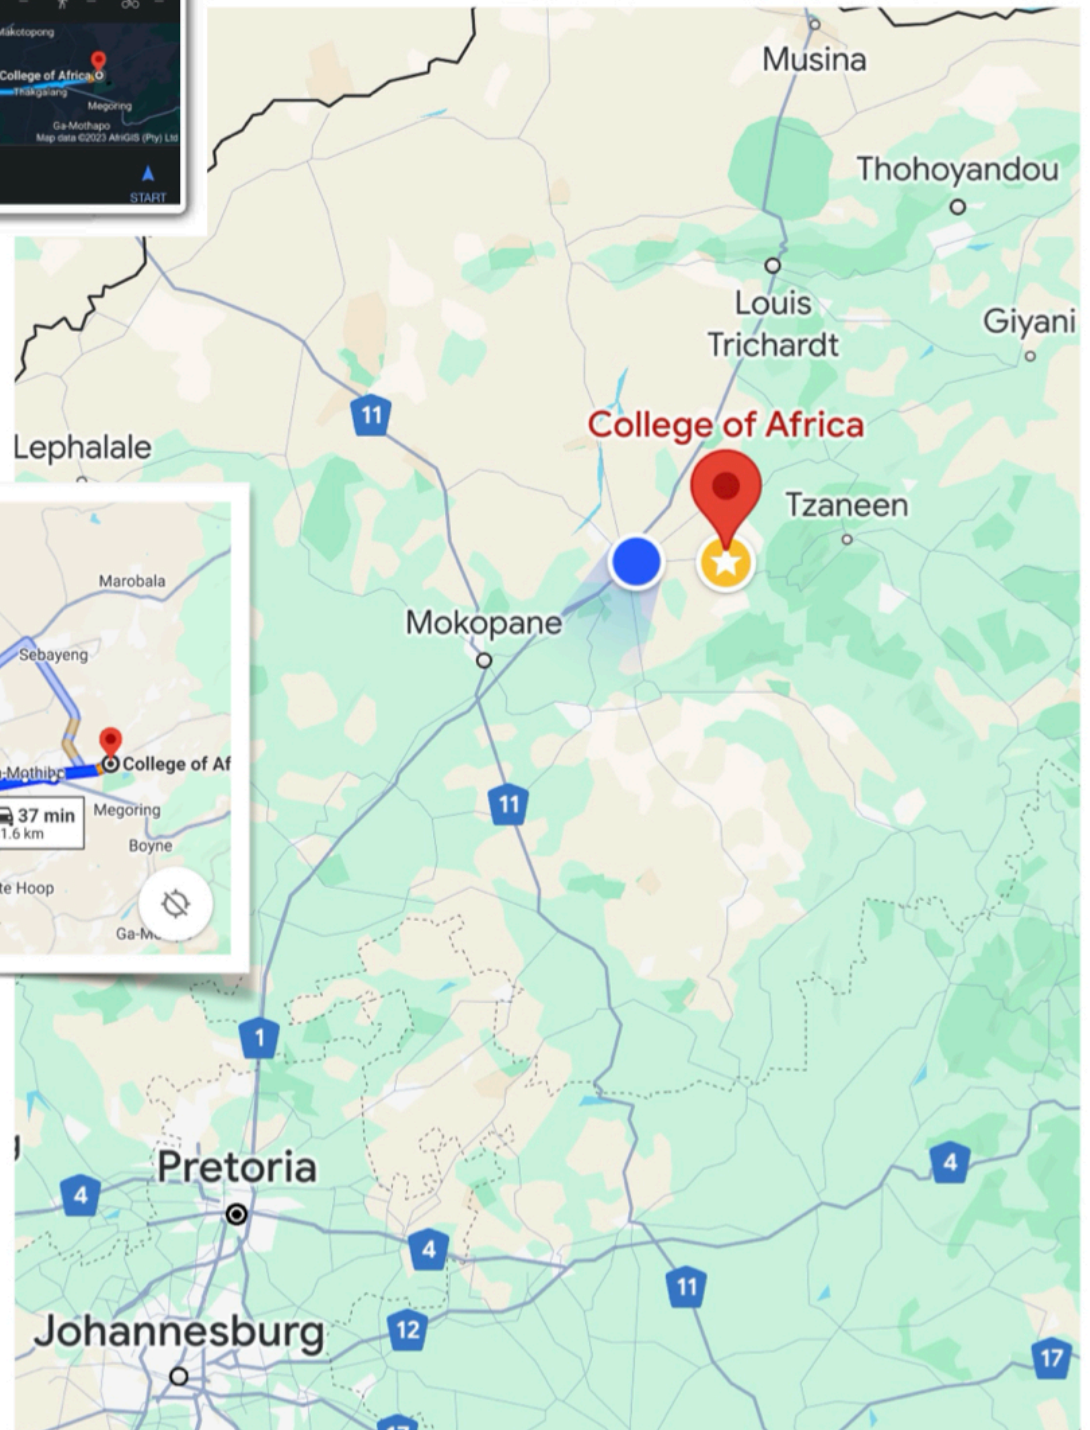 Makotopong
College of Africa
Thakgalang
Megoring
Ga-Mothapo
Map data ©2023 AfriGIS (Pty) Ltd
START
Musina
Thohoyandou
Louis
Trichardt
Giyani
11
College of Africa
Lephalale
Tzaneen
Marobala
Mokopane
Sebayeng
College of Af
-Mothiba
37 min
1.6 km
Megoring
11
Boyne
te Hoop
1
Pretoria
4
4
4
11
Johannesburg
12
17